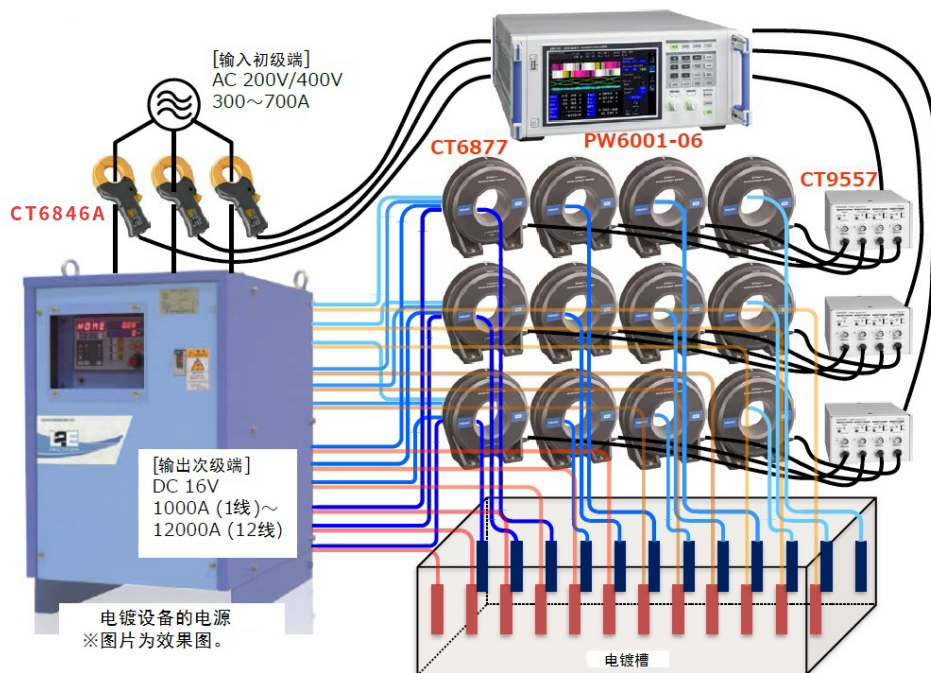 [输入初级端]
AC 200V/400V
300～700A
CT6846A
CT6877
PW6001-06
CT9557
HOME
[输出次级端]
DC 16V
1000A (1线)～
12000A (12线)
电镀设备的电源
※图片为效果图。
电镀槽